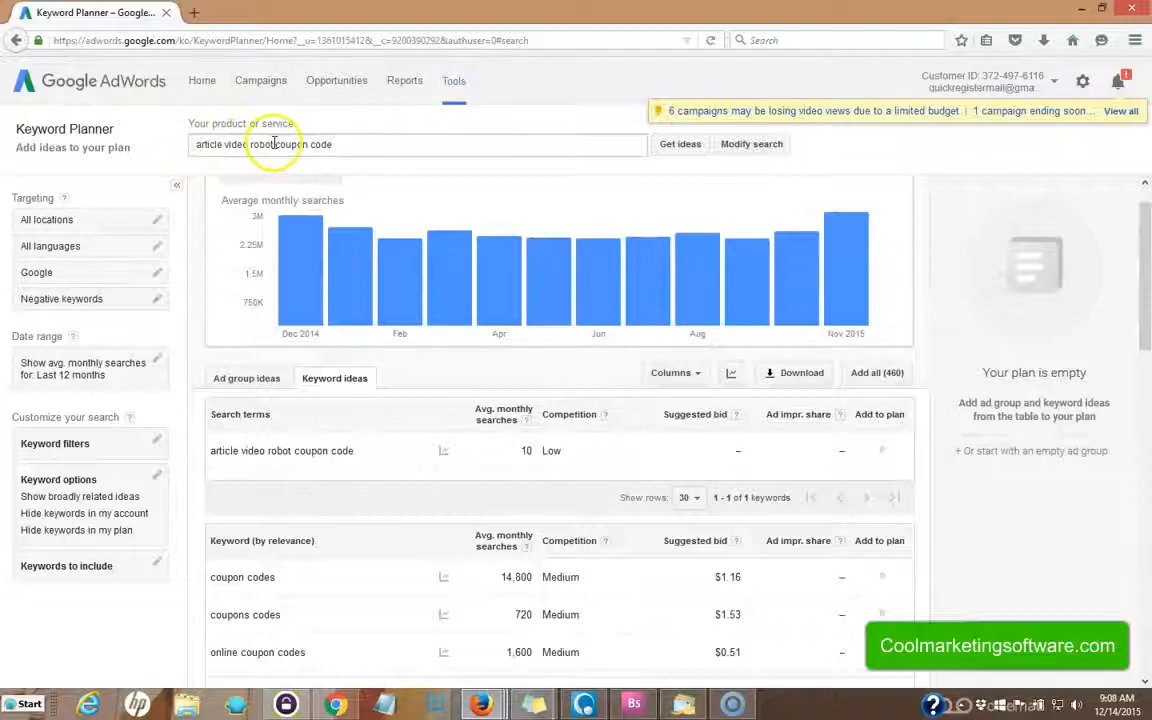 Keyword Planner – Google...
https://adwords.google.com/ko/KeywordPlanner/Home?__u=1361015412&__c=9200390292&authuser=0#search
Search
Google AdWords
Home Campaigns Opportunities Reports Tools
Customer ID: 372-497-6116
quickregistermail@gma...
6 campaigns may be losing video views due to a limited budget | 1 campaign ending soon... View all
Keyword Planner
Add ideas to your plan
Your product or service
article video robot coupon code
Get ideas Modify search
Targeting ?
All locations
All languages
Google
Negative keywords
Date range ?
Show avg. monthly searches
for: Last 12 months
Customize your search ?
Keyword filters
Keyword options
Show broadly related ideas
Hide keywords in my account
Hide keywords in my plan
Keywords to include
Average monthly searches
3M
2.25M
1.5M
750K
Dec 2014 Feb Apr Jun Aug Nov 2015
Ad group ideas Keyword ideas
Columns Download Add all (460)
Search terms Avg. monthly searches ? Competition ? Suggested bid ? Ad impr. share ? Add to plan
article video robot coupon code 10 Low – –
Show rows: 30 1 - 1 of 1 keywords
Keyword (by relevance) Avg. monthly searches ? Competition ? Suggested bid ? Ad impr. share ? Add to plan
coupon codes 14,800 Medium $1.16 –
coupons codes 720 Medium $1.53 –
online coupon codes 1,600 Medium $0.51 –
Your plan is empty
Add ad group and keyword ideas
from the table to your plan
+ Or start with an empty ad group
Coolmarketingsoftware.com
Start
hp
Bs
9:08 AM
12/14/2015